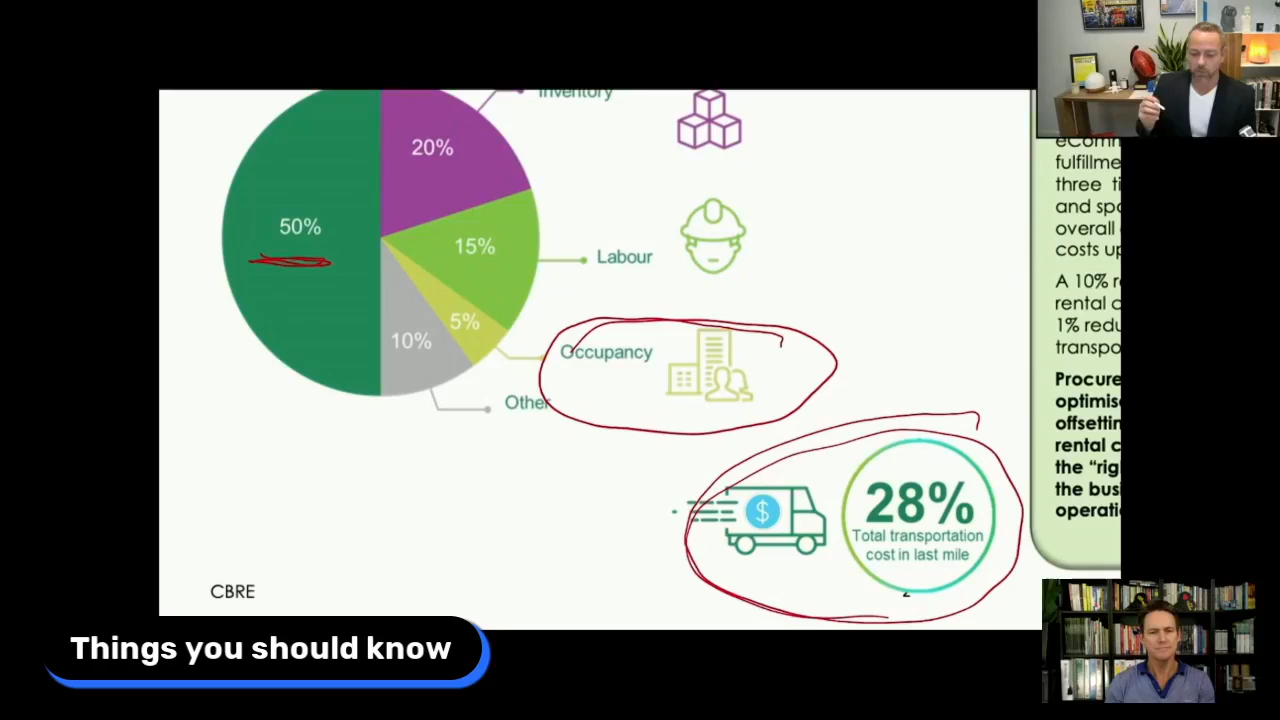 Inventory
20%
50%
15%
Labour
5%
10%
Occupancy
Other
28%
Total transportation
cost in last mile
CBRE
2
eComm
fulfillme
three ti
and spa
overall
costs up
A 10% r
rental c
1% redu
transpo
Procure
optimis
offsettin
rental c
the “rig
the busi
operati
Things you should know